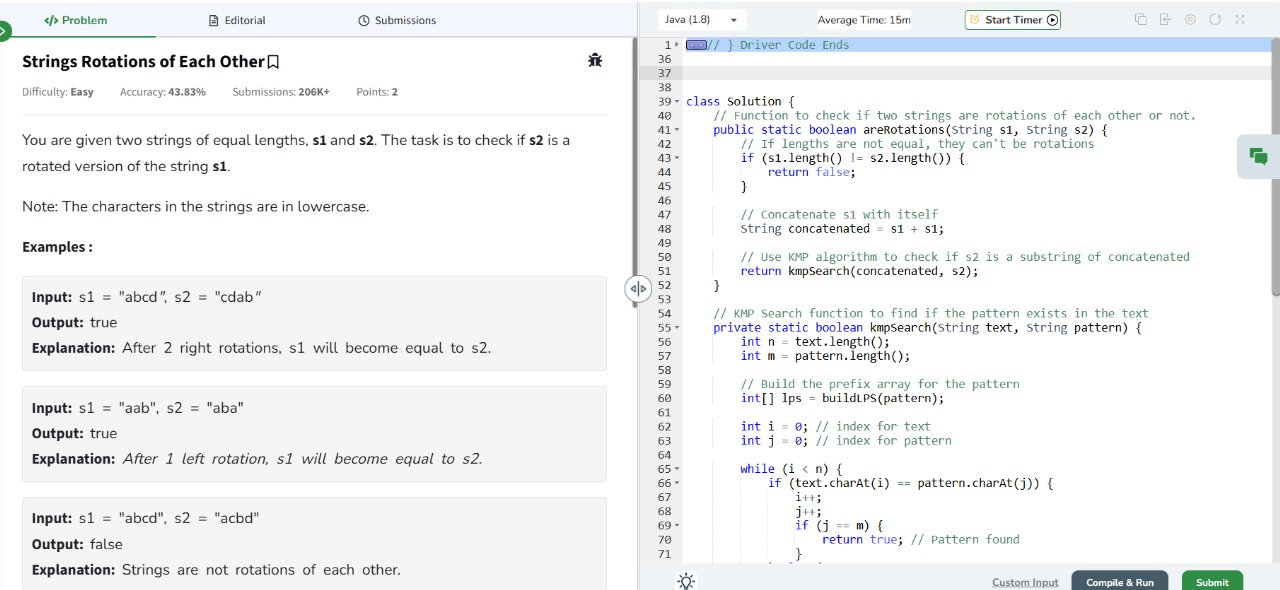 Problem
Editorial
Submissions
Strings Rotations of Each Other
Difficulty: Easy Accuracy: 43.83% Submissions: 206K+ Points: 2
You are given two strings of equal lengths, s1 and s2. The task is to check if s2 is a
rotated version of the string s1.
Note: The characters in the strings are in lowercase.
Examples :
Input: s1 = "abcd", s2 = "cdab"
Output: true
Explanation: After 2 right rotations, s1 will become equal to s2.
Input: s1 = "aab", s2 = "aba"
Output: true
Explanation: After 1 left rotation, s1 will become equal to s2.
Input: s1 = "abcd", s2 = "acbd"
Output: false
Explanation: Strings are not rotations of each other.
Java (1.8)
Average Time: 15m
Start Timer
1 // } Driver Code Ends
36
37
38
39 class Solution {
40 // Function to check if two strings are rotations of each other or not.
41 public static boolean areRotations(String s1, String s2) {
42 // If lengths are not equal, they can't be rotations
43 if (s1.length() != s2.length()) {
44 return false;
45 }
46
47 // Concatenate s1 with itself
48 String concatenated = s1 + s1;
49
50 // Use KMP algorithm to check if s2 is a substring of concatenated
51 return kmpSearch(concatenated, s2);
52 }
53
54 // KMP Search function to find if the pattern exists in the text
55 private static boolean kmpSearch(String text, String pattern) {
56 int n = text.length();
57 int m = pattern.length();
58
59 // Build the prefix array for the pattern
60 int[] lps = buildLPS(pattern);
61
62 int i = 0; // index for text
63 int j = 0; // index for pattern
64
65 while (i < n) {
66 if (text.charAt(i) == pattern.charAt(j)) {
67 i++;
68 j++;
69 if (j == m) {
70 return true; // Pattern found
71 }
Custom Input
Compile & Run
Submit